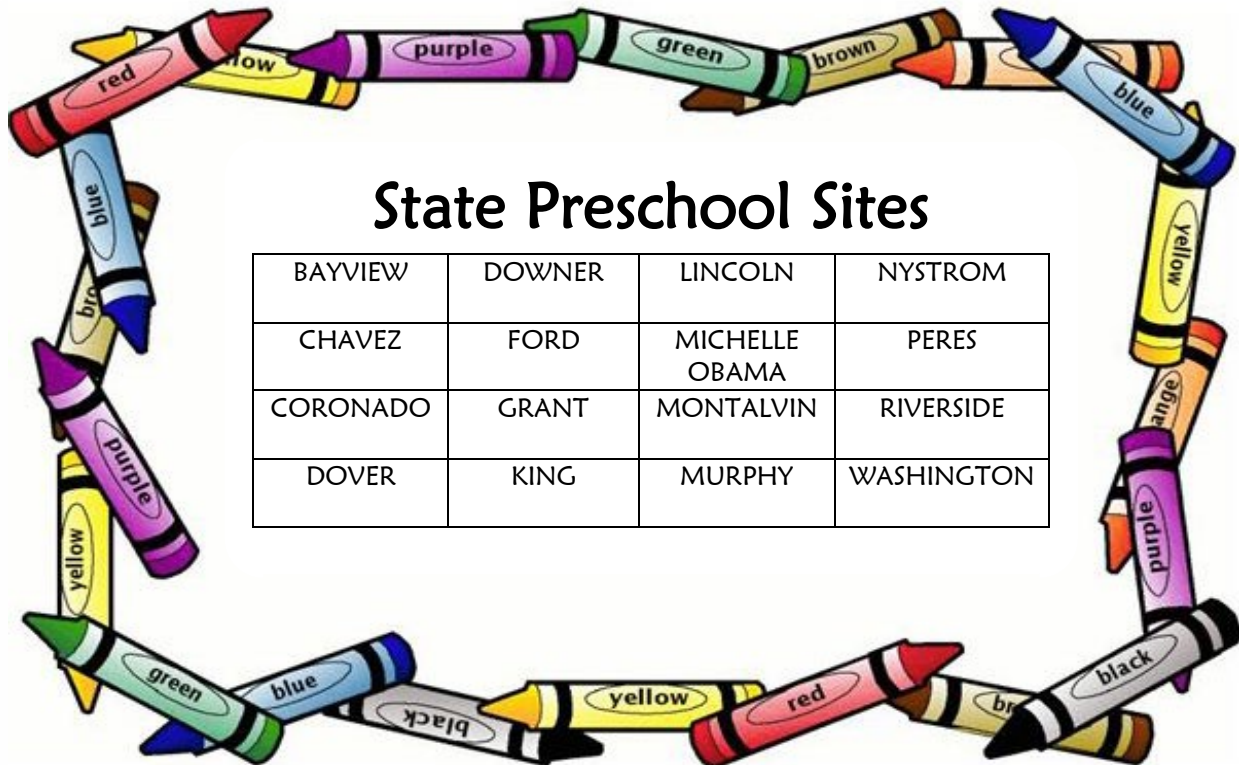 red
purple
green
brown
blue
State Preschool Sites
BAYVIEW DOWNER LINCOLN NYSTROM
CHAVEZ FORD MICHELLE OBAMA PERES
CORONADO GRANT MONTALVIN RIVERSIDE
DOVER KING MURPHY WASHINGTON
blue
yellow
purple
yellow
purple
green
blue
black
yellow
red
black